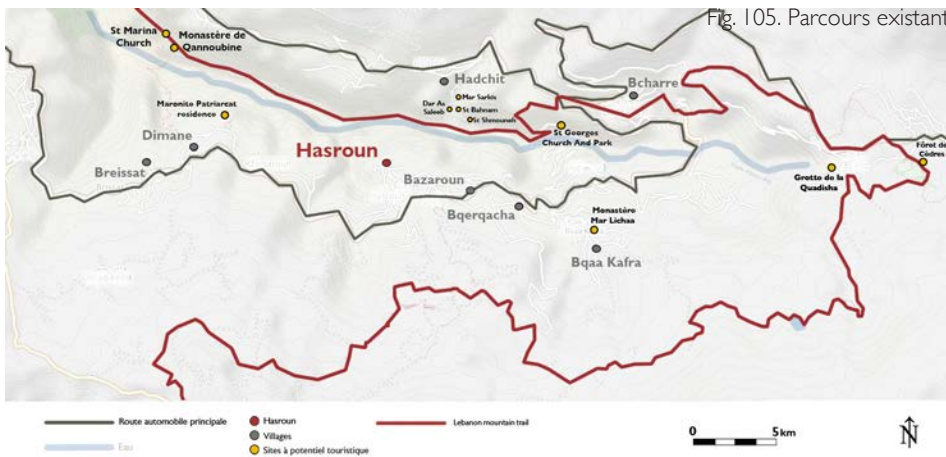 Fig. 105. Parcours existant
St Marina
Church
Monastère de
Qannoubine
Hadchit
Bcharre
Mar Sarkis
Dar As
Saleeb
St Bahnam
St Shmouneh
Maronite Patriarcat
residence
St Georges
Church And Park
Dimane
Hasroun
Forêt de
Cèdres
Breissat
Grotte de la
Quadisha
Bazaroun
Bqerqacha
Monastère
Mar Lichaa
Bqaa Kafra
Route automobile principale
Eau
Hasroun
Villages
Sites à potentiel touristique
Lebanon mountain trail
0 5km
N